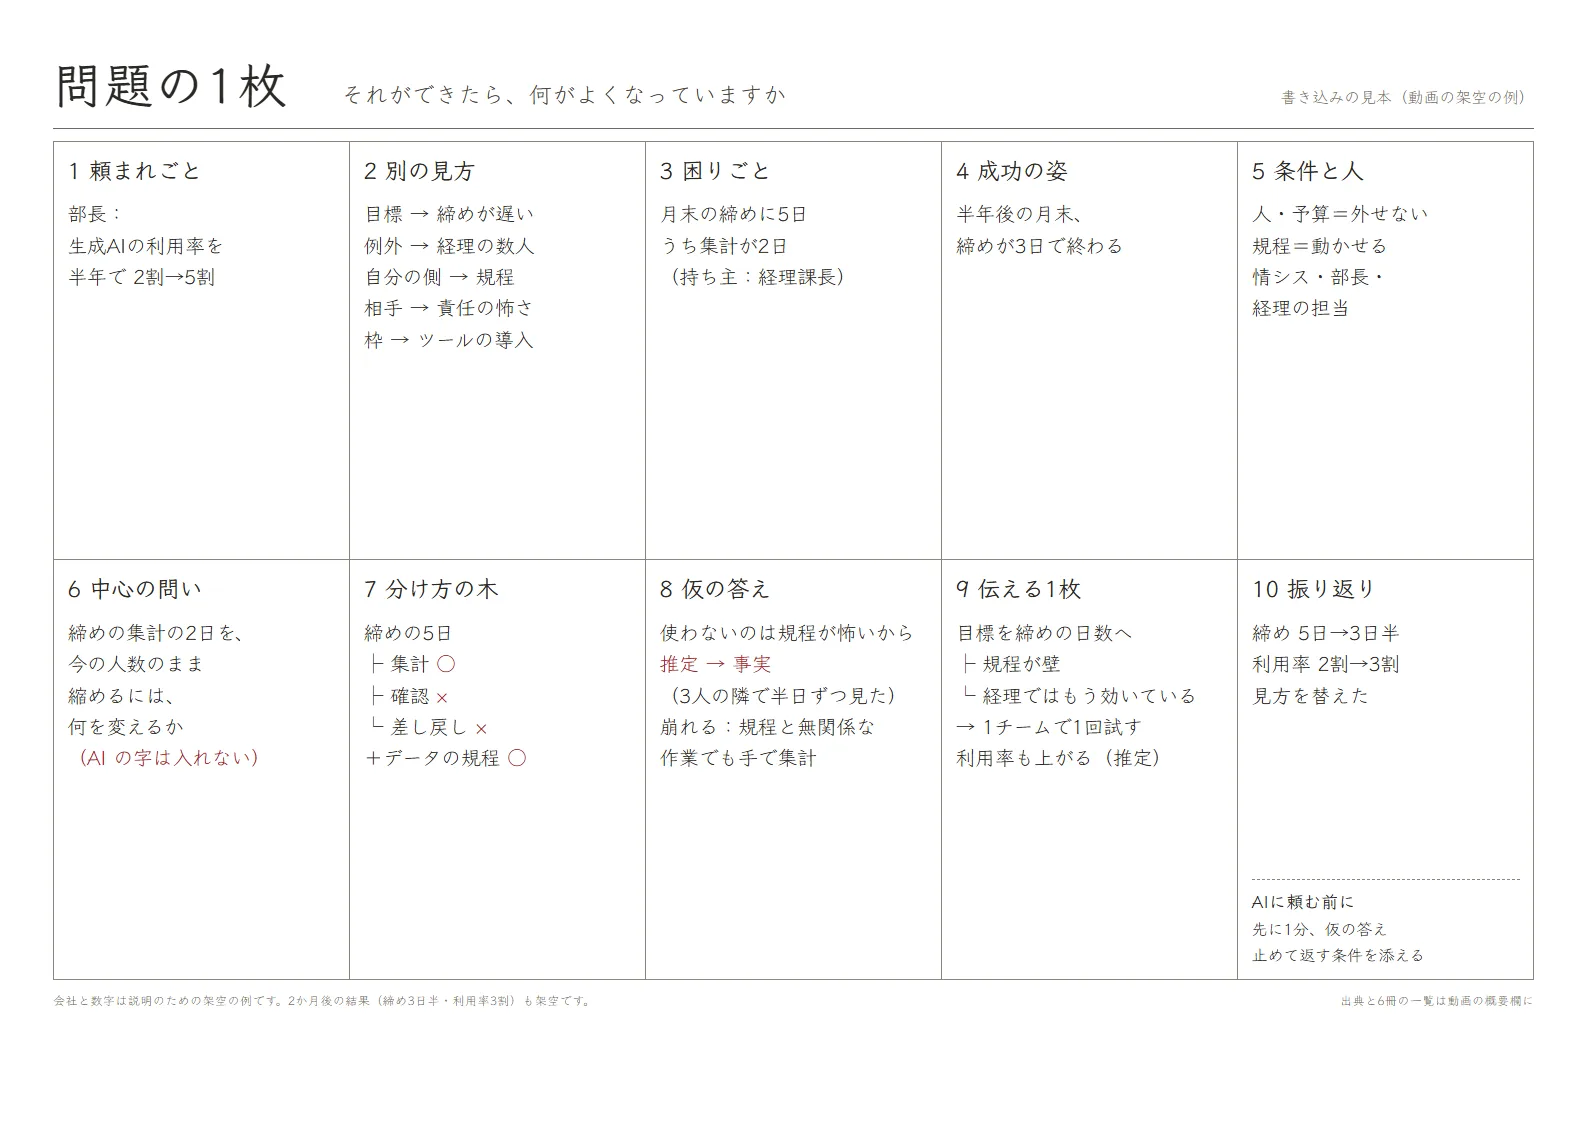 問題の1枚
それができたら、何がよくなっていますか
書き込みの見本（動画の架空の例）
1 頼まれごと
部長：
生成AIの利用率を
半年で 2割→5割
2 別の見方
目標 → 締めが遅い
例外 → 経理の数人
自分の側 → 規程
相手 → 責任の怖さ
枠 → ツールの導入
3 困りごと
月末の締めに5日
うち集計が2日
（持ち主：経理課長）
4 成功の姿
半年後の月末、
締めが3日で終わる
5 条件と人
人・予算＝外せない
規程＝動かせる
情シス・部長・
経理の担当
6 中心の問い
締めの集計の2日を、
今の人数のまま
縮めるには、
何を変えるか
（AI の字は入れない）
7 分け方の木
締めの5日
├ 集計 ○
├ 確認 ×
└ 差し戻し ×
＋データの規程 ○
8 仮の答え
使わないのは規程が怖いから
推定 → 事実
（3人の隣で半日ずつ見た）
崩れる：規程と無関係な
作業でも手で集計
9 伝える1枚
目標を締めの日数へ
├ 規程が壁
└ 経理ではもう効いている
→ 1チームで1回試す
利用率も上がる（推定）
10 振り返り
締め 5日→3日半
利用率 2割→3割
見方を替えた
AIに頼む前に
先に1分、仮の答え
止めて返す条件を添える
会社と数字は説明のための架空の例です。2か月後の結果（締め3日半・利用率3割）も架空です。
出典と6冊の一覧は動画の概要欄に